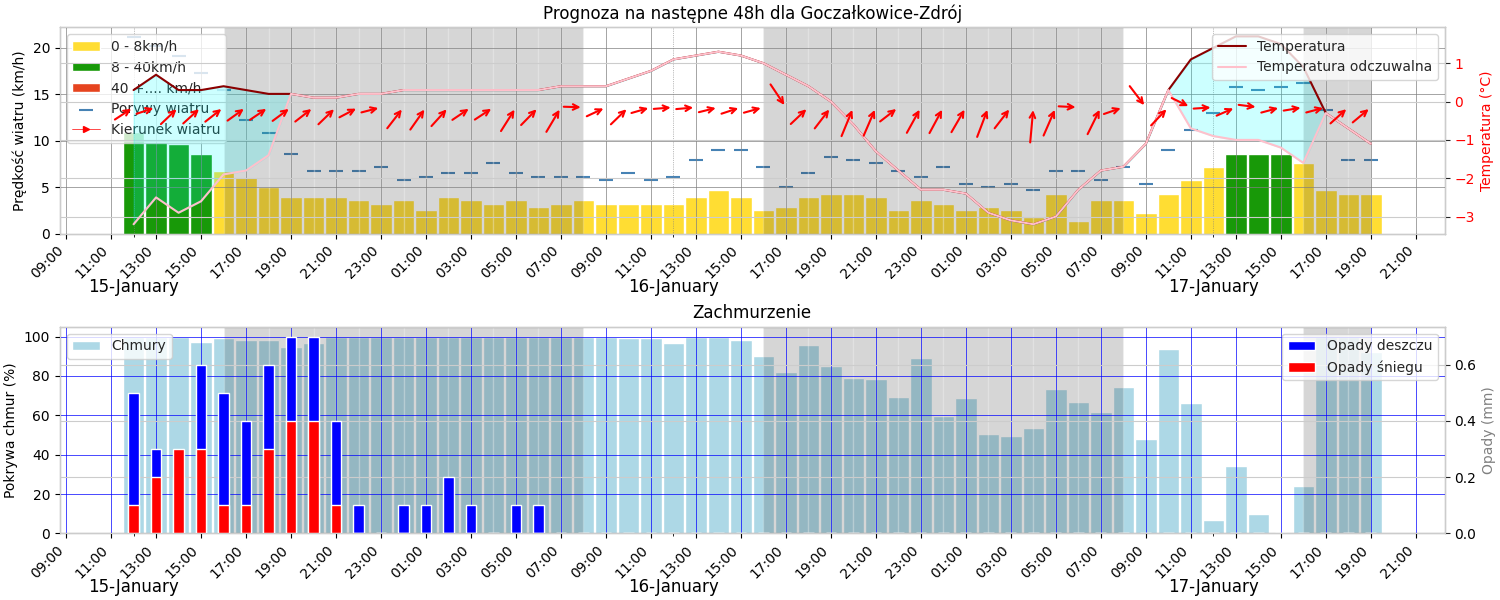 Prognoza na następne 48h dla Goczałkowice-Zdrój
Prędkość wiatru (km/h)
20
15
10
5
0
0 - 8km/h
8 - 40km/h
40 +.... km/h
Porywy wiatru
Kierunek wiatru
Temperatura
Temperatura odczuwalna
1
0
−1
−2
−3
Temperatura (°C)
09:00 11:00 13:00 15:00 17:00 19:00 21:00 23:00 01:00 03:00 05:00 07:00 09:00 11:00 13:00 15:00 17:00 19:00 21:00 23:00 01:00 03:00 05:00 07:00 09:00 11:00 13:00 15:00 17:00 19:00 21:00
15-January 16-January 17-January
Zachmurzenie
Pokrywa chmur (%)
100
80
60
40
20
0
Chmury
Opady deszczu
Opady śniegu
0.6
0.4
0.2
0.0
Opady (mm)
09:00 11:00 13:00 15:00 17:00 19:00 21:00 23:00 01:00 03:00 05:00 07:00 09:00 11:00 13:00 15:00 17:00 19:00 21:00 23:00 01:00 03:00 05:00 07:00 09:00 11:00 13:00 15:00 17:00 19:00 21:00
15-January 16-January 17-January